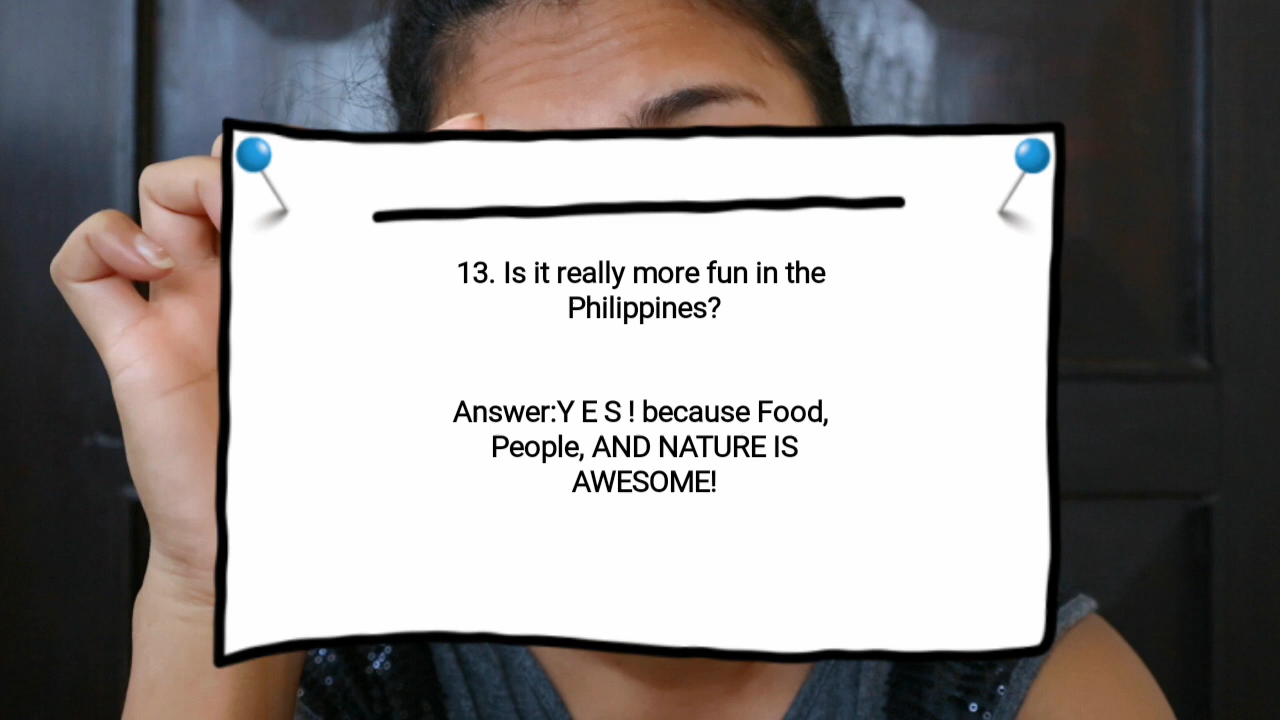 13. Is it really more fun in the
Philippines?
Answer:Y E S ! because Food,
People, AND NATURE IS
AWESOME!